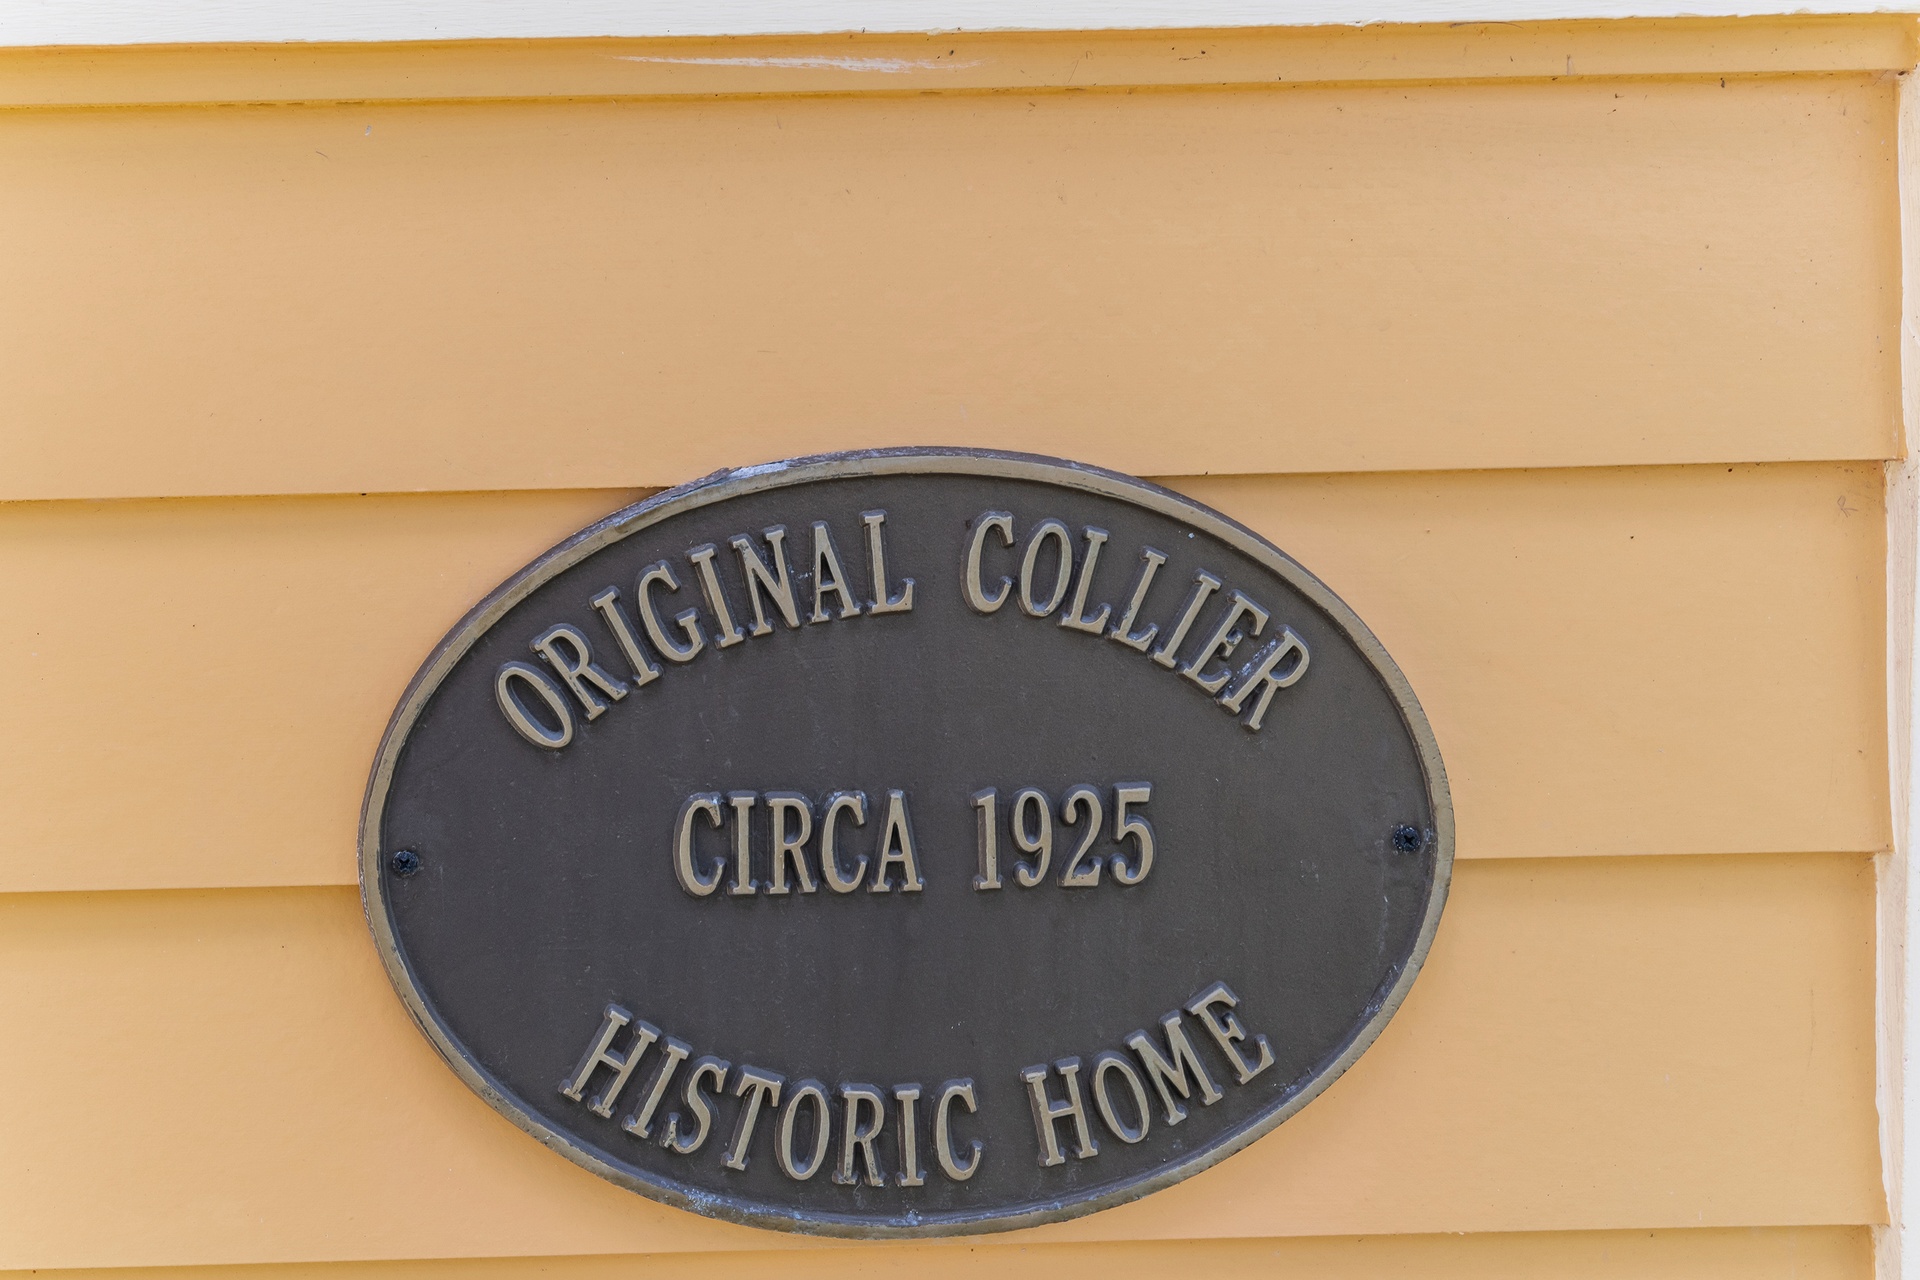 ORIGINAL COLLIER
CIRCA 1925
HISTORIC HOME